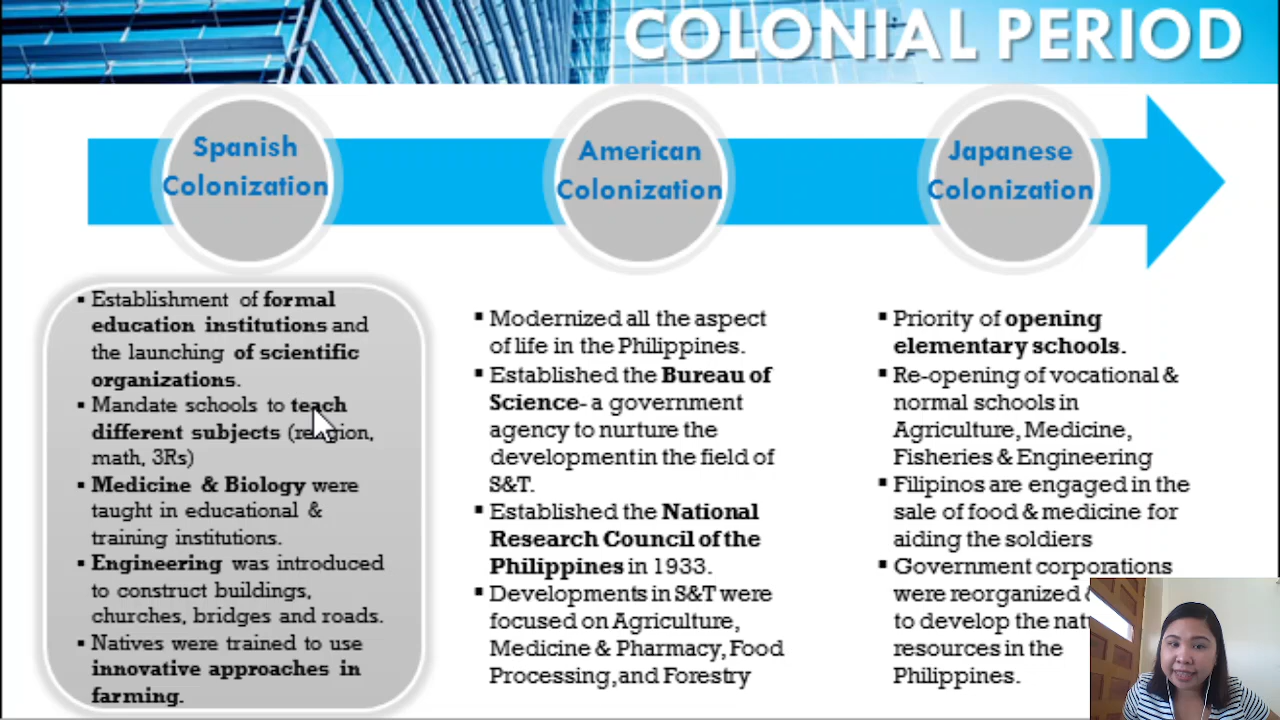 COLONIAL PERIOD
Spanish
Colonization
American
Colonization
Japanese
Colonization
▪ Establishment of formal
education institutions and
the launching of scientific
organizations.
▪ Mandate schools to teach
different subjects (religion,
math, 3Rs)
▪ Medicine & Biology were
taught in educational &
training institutions.
▪ Engineering was introduced
to construct buildings,
churches, bridges and roads.
▪ Natives were trained to use
innovative approaches in
farming.
▪ Modernized all the aspect
of life in the Philippines.
▪ Established the Bureau of
Science- a government
agency to nurture the
development in the field of
S&T.
▪ Established the National
Research Council of the
Philippines in 1933.
▪ Developments in S&T were
focused on Agriculture,
Medicine & Pharmacy, Food
Processing, and Forestry
▪ Priority of opening
elementary schools.
▪ Re-opening of vocational &
normal schools in
Agriculture, Medicine,
Fisheries & Engineering
▪ Filipinos are engaged in the
sale of food & medicine for
aiding the soldiers
▪ Government corporations
were reorganized
to develop the
resources in the
Philippines.